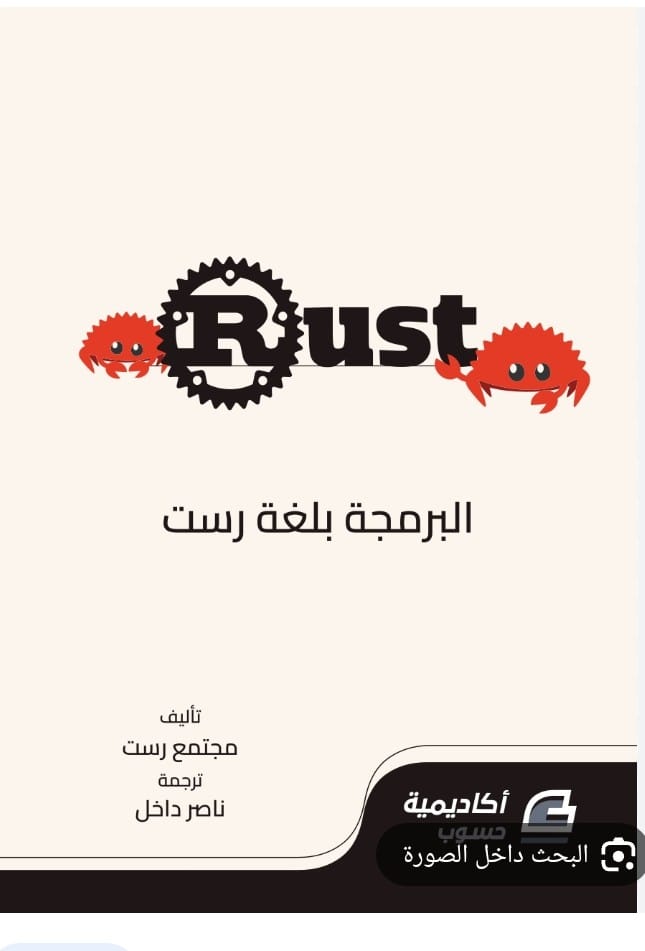 Rust
البرمجة بلغة رست
تأليف
مجتمع رست
ترجمة
ناصر داخل
أكاديمية
حسوب
البحث داخل الصورة